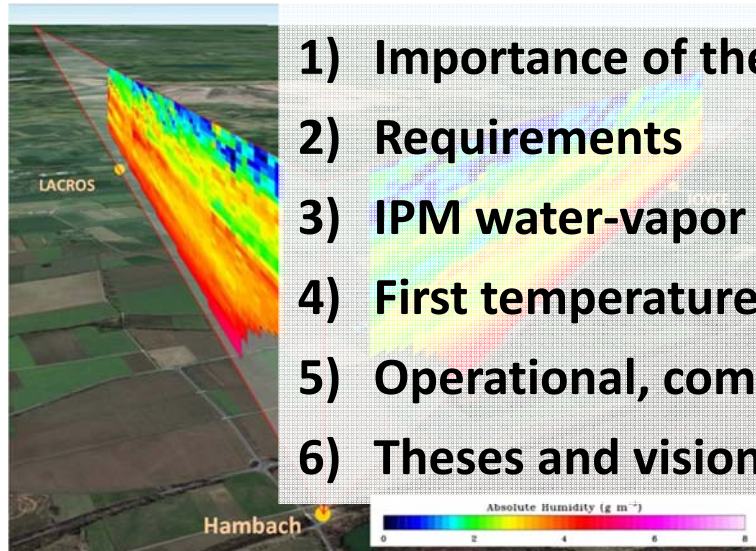 1) Importance of the
2) Requirements
3) IPM water-vapor
4) First temperature
5) Operational, com
6) Theses and vision
LACROS
Hambach
Absolute Humidity (g m⁻³)
0 2 4 6 8